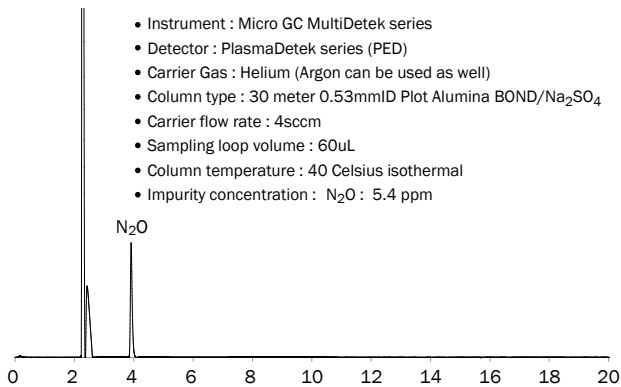 • Instrument : Micro GC MultiDetek series
• Detector : PlasmaDetek series (PED)
• Carrier Gas : Helium (Argon can be used as well)
• Column type : 30 meter 0.53mmID Plot Alumina BOND/Na₂SO₄
• Carrier flow rate : 4sccm
• Sampling loop volume : 60uL
• Column temperature : 40 Celsius isothermal
• Impurity concentration : N₂O : 5.4 ppm
N₂O
0 2 4 6 8 10 12 14 16 18 20